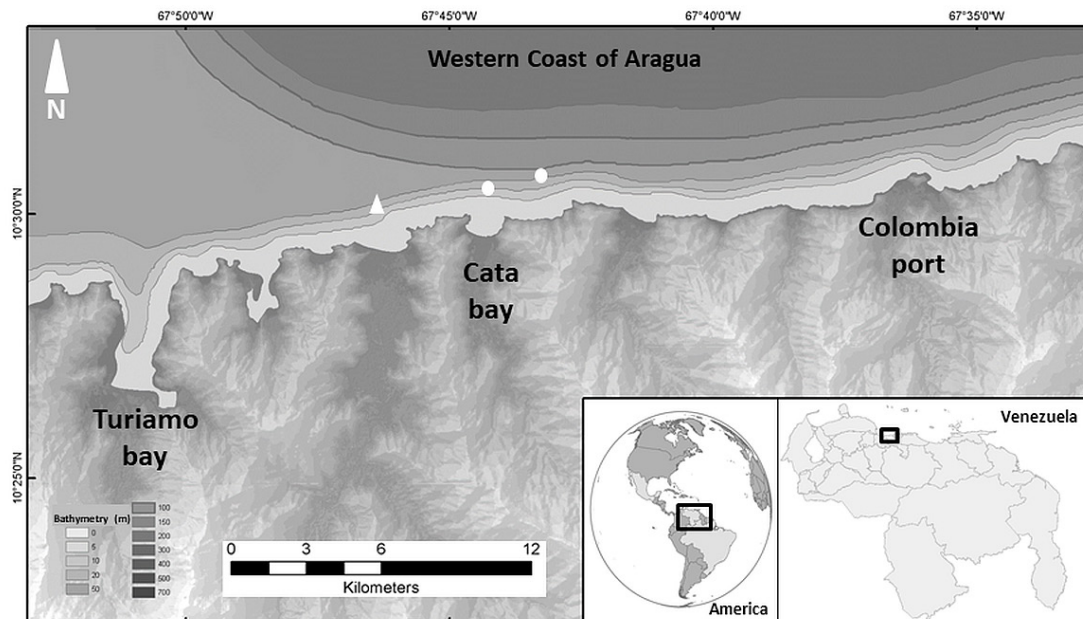 67°50'0"W 67°45'0"W 67°40'0"W 67°35'0"W
Western Coast of Aragua
N
10°30'0"N
Colombia
port
Cata
bay
Turiamo
bay
10°25'0"N
Bathymetry (m)
0
5
10
20
50
100
150
200
300
400
500
700
0 3 6 12
Kilometers
America
Venezuela